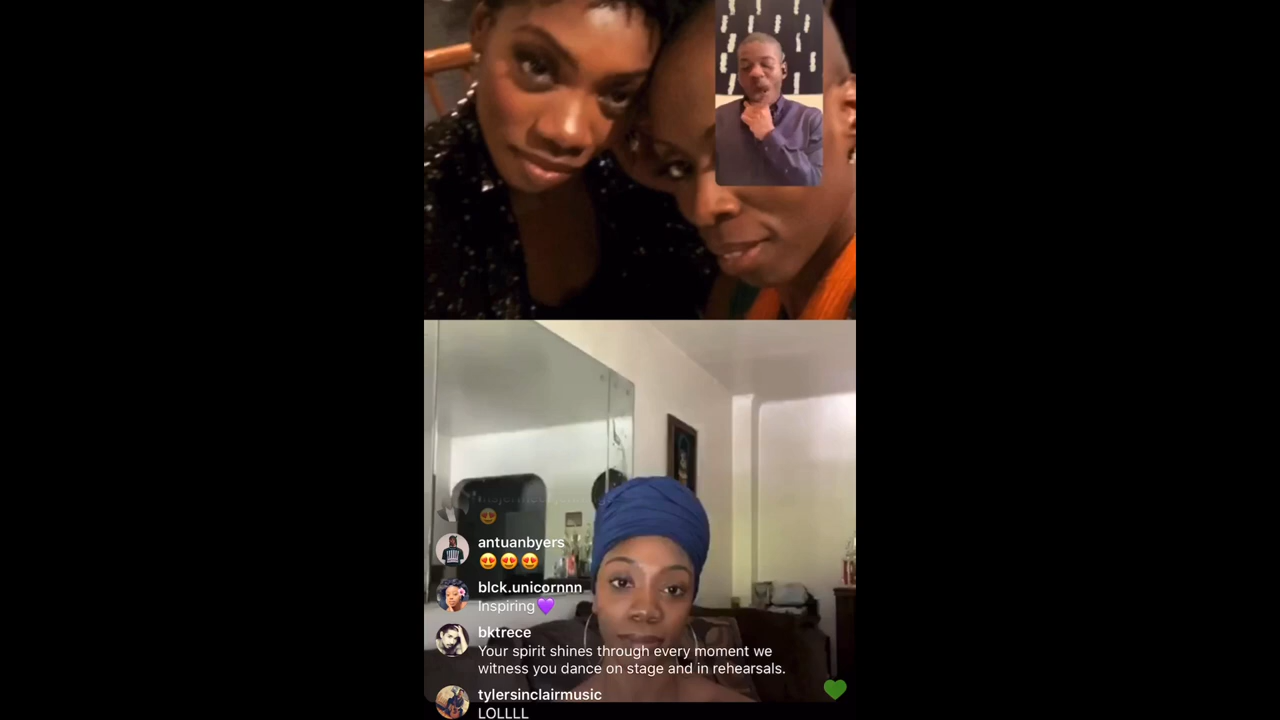 😍
antuanbyers
😍😍😍
blck.unicornnn
Inspiring💜
bktrece
Your spirit shines through every moment we
witness you dance on stage and in rehearsals.
tylersinclairmusic
LOLLLL